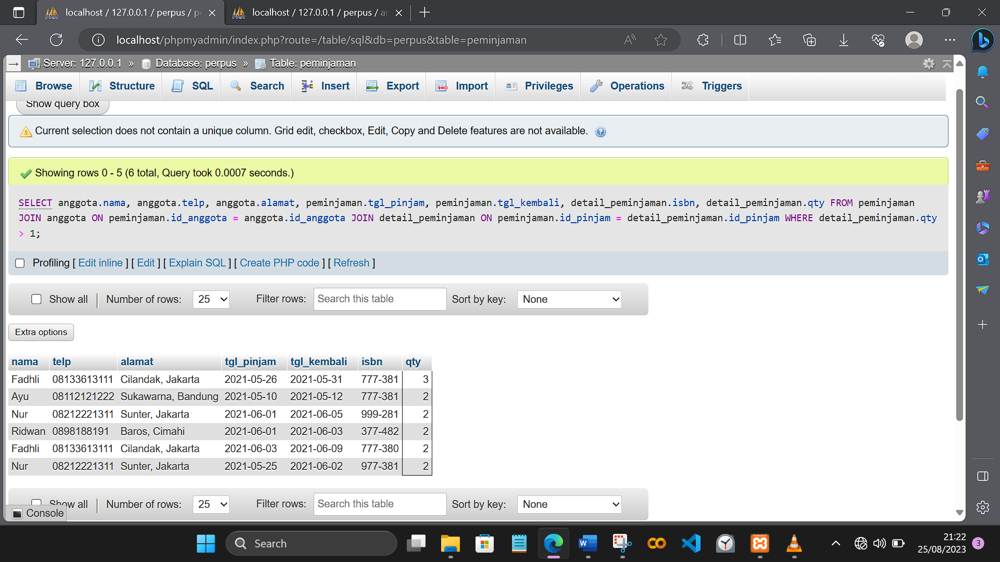 localhost / 127.0.0.1 / perpus / pe
localhost / 127.0.0.1 / perpus / an
localhost/phpmyadmin/index.php?route=/table/sql&db=perpus&table=peminjaman
Server: 127.0.0.1 » Database: perpus » Table: peminjaman
Browse Structure SQL Search Insert Export Import Privileges Operations Triggers
Show query box
Current selection does not contain a unique column. Grid edit, checkbox, Edit, Copy and Delete features are not available.
Showing rows 0 - 5 (6 total, Query took 0.0007 seconds.)
SELECT anggota.nama, anggota.telp, anggota.alamat, peminjaman.tgl_pinjam, peminjaman.tgl_kembali, detail_peminjaman.isbn, detail_peminjaman.qty FROM peminjaman
JOIN anggota ON peminjaman.id_anggota = anggota.id_anggota JOIN detail_peminjaman ON peminjaman.id_pinjam = detail_peminjaman.id_pinjam WHERE detail_peminjaman.qty
> 1;
Profiling [ Edit inline ] [ Edit ] [ Explain SQL ] [ Create PHP code ] [ Refresh ]
Show all Number of rows: 25 Filter rows: Search this table Sort by key: None
Extra options
nama telp alamat tgl_pinjam tgl_kembali isbn qty
Fadhli 08133613111 Cilandak, Jakarta 2021-05-26 2021-05-31 777-381 3
Ayu 08112121222 Sukawarna, Bandung 2021-05-10 2021-05-12 777-381 2
Nur 08212221311 Sunter, Jakarta 2021-06-01 2021-06-05 999-281 2
Ridwan 0898188191 Baros, Cimahi 2021-06-01 2021-06-03 377-482 2
Fadhli 08133613111 Cilandak, Jakarta 2021-06-03 2021-06-09 777-380 2
Nur 08212221311 Sunter, Jakarta 2021-05-25 2021-06-02 977-381 2
Show all Number of rows: 25 Filter rows: Search this table Sort by key: None
Console
Search
21:22
25/08/2023
3